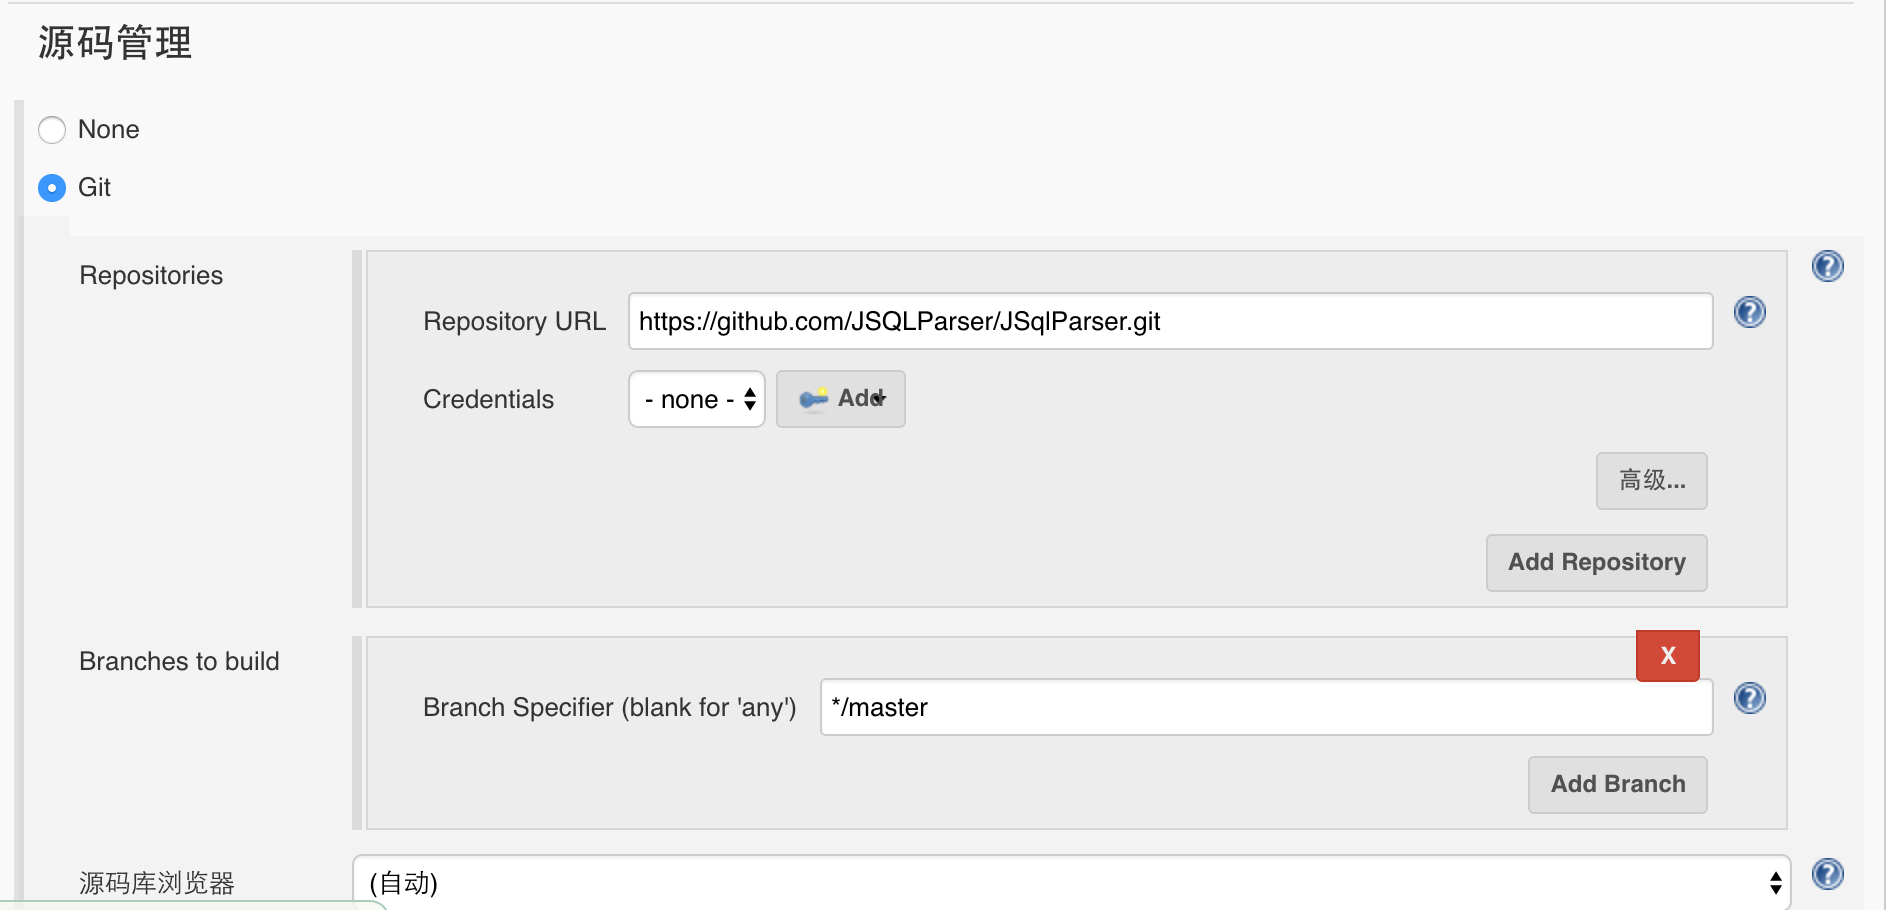 源码管理
None
Git
Repositories
Repository URL
https://github.com/JSQLParser/JSqlParser.git
Credentials
- none -
Add
高级...
Add Repository
Branches to build
X
Branch Specifier (blank for 'any')
*/master
Add Branch
源码库浏览器
(自动)